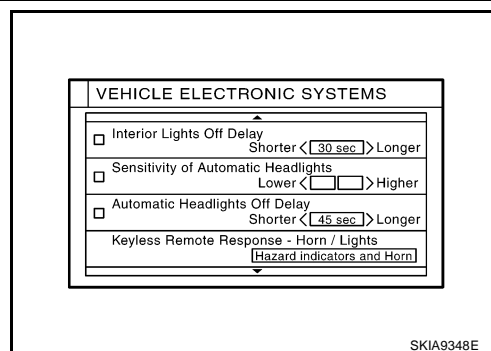 VEHICLE ELECTRONIC SYSTEMS
Interior Lights Off Delay
Shorter 30 sec Longer
Sensitivity of Automatic Headlights
Lower Higher
Automatic Headlights Off Delay
Shorter 45 sec Longer
Keyless Remote Response - Horn / Lights
Hazard indicators and Horn
SKIA9348E